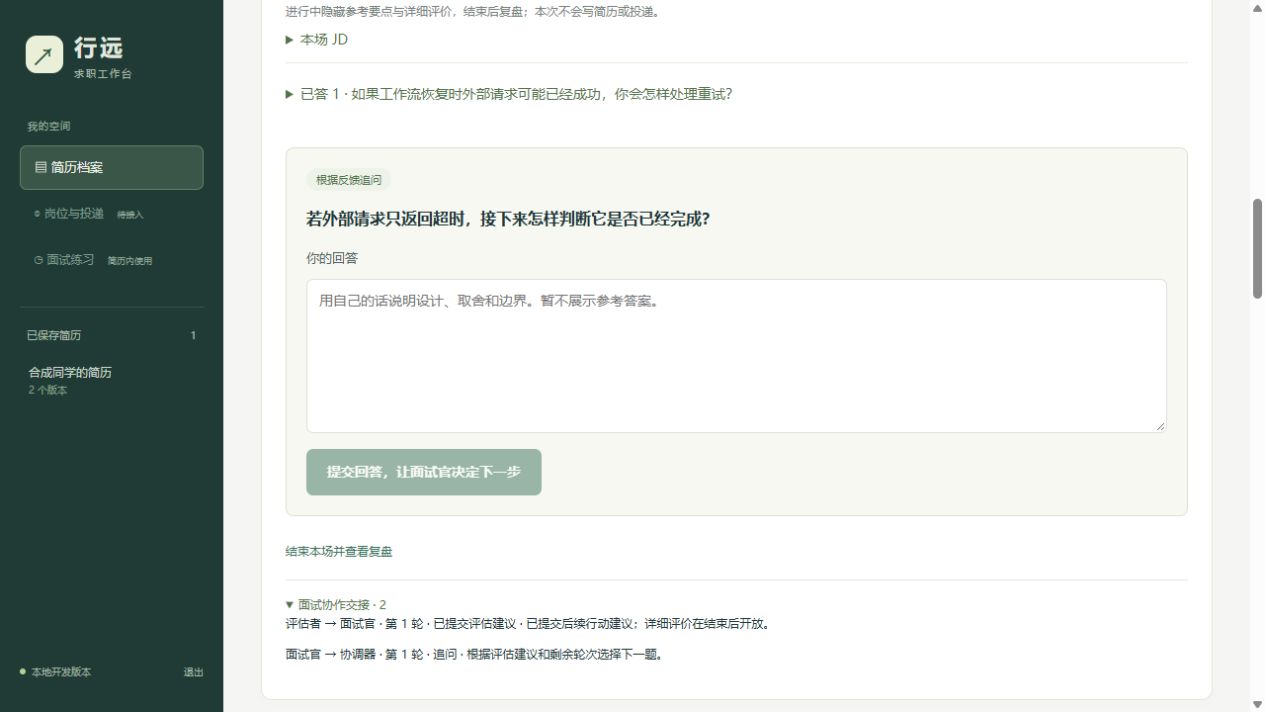 行远
求职工作台
我的空间
简历档案
岗位与投递 待接入
面试练习 简历内使用
已保存简历 1
合成同学的简历
2 个版本
本地开发版本 退出
进行中隐藏参考要点与详细评价，结束后复盘；本次不会写简历或投递。
▶ 本场 JD
▶ 已答 1 · 如果工作流恢复时外部请求可能已经成功，你会怎样处理重试？
根据反馈追问
若外部请求只返回超时，接下来怎样判断它是否已经完成？
你的回答
用自己的话说明设计、取舍和边界。暂不展示参考答案。
提交回答，让面试官决定下一步
结束本场并查看复盘
▼ 面试协作交接 · 2
评估者 → 面试官 · 第 1 轮 · 已提交评估建议 · 已提交后续行动建议；详细评价在结束后开放。
面试官 → 协调器 · 第 1 轮 · 追问 · 根据评估建议和剩余轮次选择下一题。